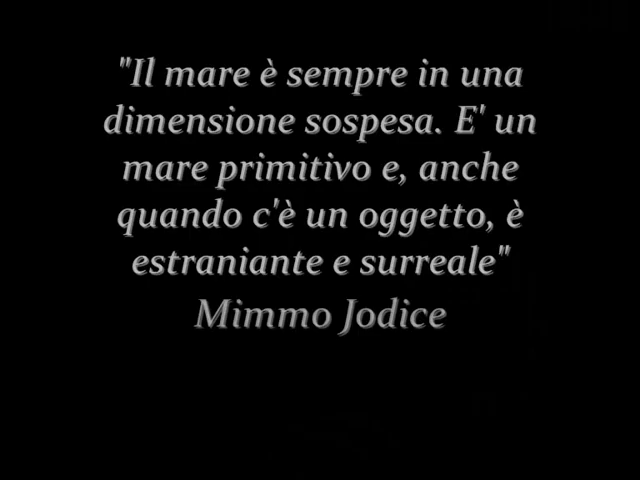 "Il mare è sempre in una
dimensione sospesa. E' un
mare primitivo e, anche
quando c'è un oggetto, è
estraniante e surreale"
Mimmo Jodice